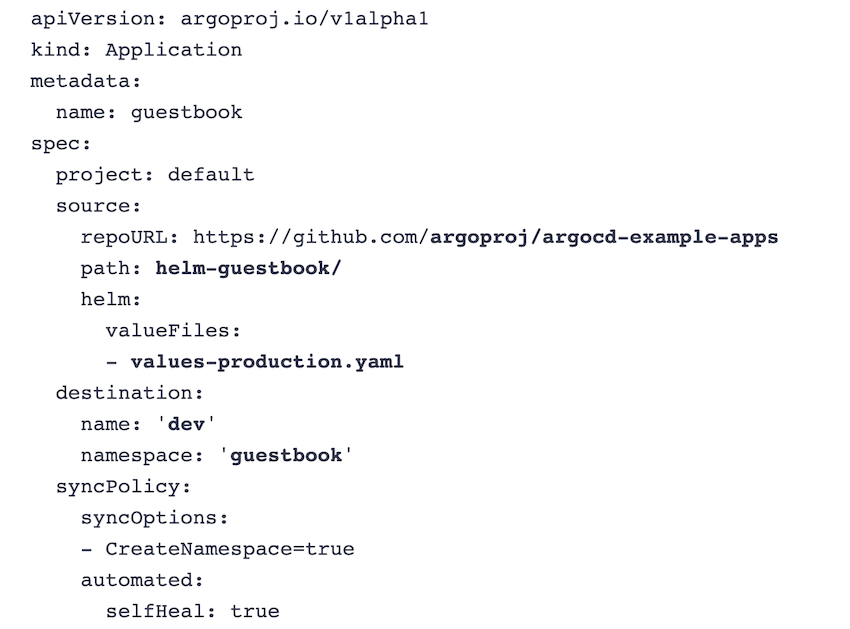 apiVersion: argoproj.io/v1alpha1
kind: Application
metadata:
  name: guestbook
spec:
  project: default
  source:
    repoURL: https://github.com/argoproj/argocd-example-apps
    path: helm-guestbook/
    helm:
      valueFiles:
      - values-production.yaml
  destination:
    name: 'dev'
    namespace: 'guestbook'
  syncPolicy:
    syncOptions:
    - CreateNamespace=true
    automated:
      selfHeal: true